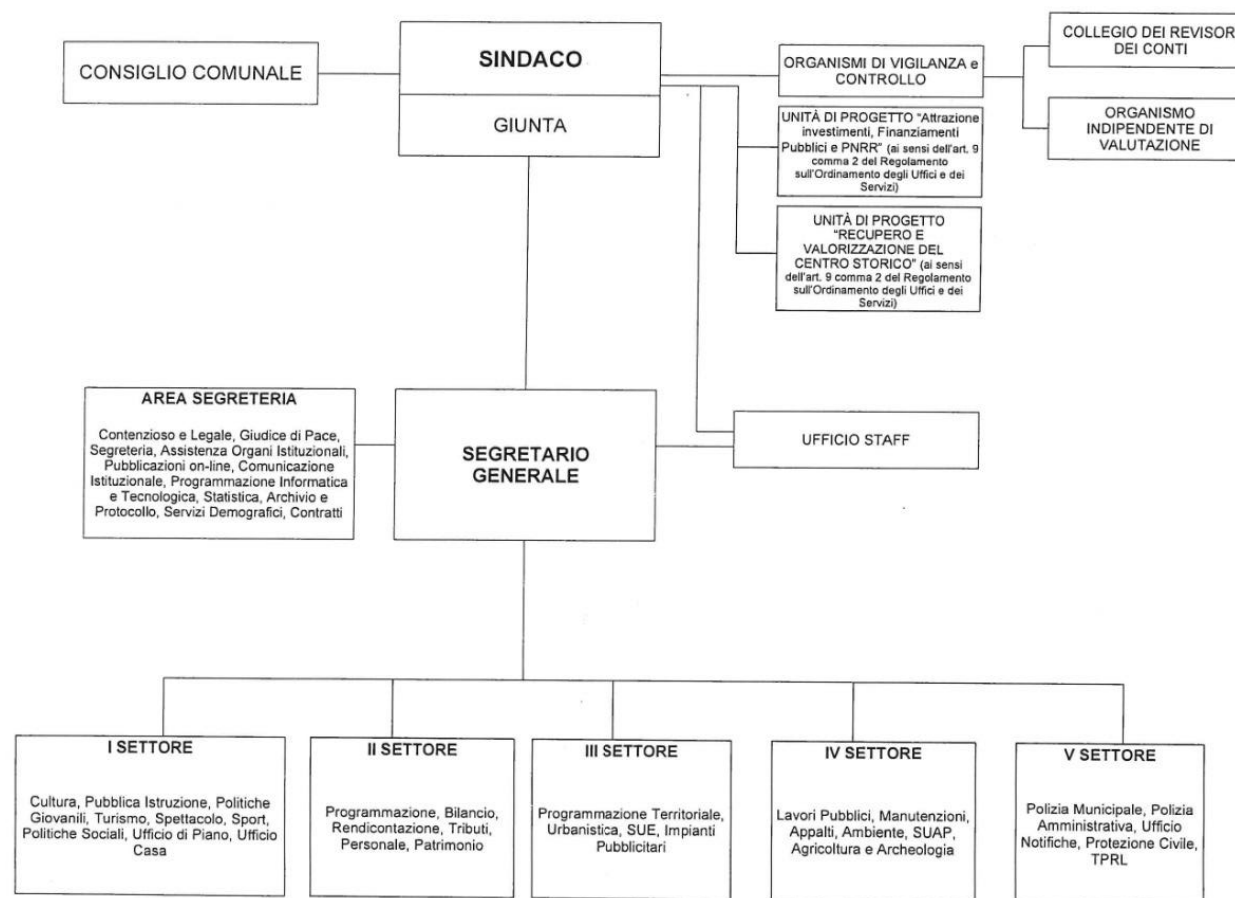 CONSIGLIO COMUNALE
SINDACO
GIUNTA
ORGANISMI DI VIGILANZA e
CONTROLLO
COLLEGIO DEI REVISOR
DEI CONTI
ORGANISMO
INDIPENDENTE DI
VALUTAZIONE
UNITÀ DI PROGETTO "Attrazione
investimenti, Finanziamenti
Pubblici e PNRR" (ai sensi dell'art. 9
comma 2 del Regolamento
sull'Ordinamento degli Uffici e dei
Servizi)
UNITÀ DI PROGETTO
"RECUPERO E
VALORIZZAZIONE DEL
CENTRO STORICO" (ai sensi
dell'art. 9 comma 2 del Regolamento
sull'Ordinamento degli Uffici e dei
Servizi)
AREA SEGRETERIA
Contenzioso e Legale, Giudice di Pace,
Segreteria, Assistenza Organi Istituzionali,
Pubblicazioni on-line, Comunicazione
Istituzionale, Programmazione Informatica
e Tecnologica, Statistica, Archivio e
Protocollo, Servizi Demografici, Contratti
SEGRETARIO
GENERALE
UFFICIO STAFF
I SETTORE
Cultura, Pubblica Istruzione, Politiche
Giovanili, Turismo, Spettacolo, Sport,
Politiche Sociali, Ufficio di Piano, Ufficio
Casa
II SETTORE
Programmazione, Bilancio,
Rendicontazione, Tributi,
Personale, Patrimonio
III SETTORE
Programmazione Territoriale,
Urbanistica, SUE, Impianti
Pubblicitari
IV SETTORE
Lavori Pubblici, Manutenzioni,
Appalti, Ambiente, SUAP,
Agricoltura e Archeologia
V SETTORE
Polizia Municipale, Polizia
Amministrativa, Ufficio
Notifiche, Protezione Civile,
TPRL